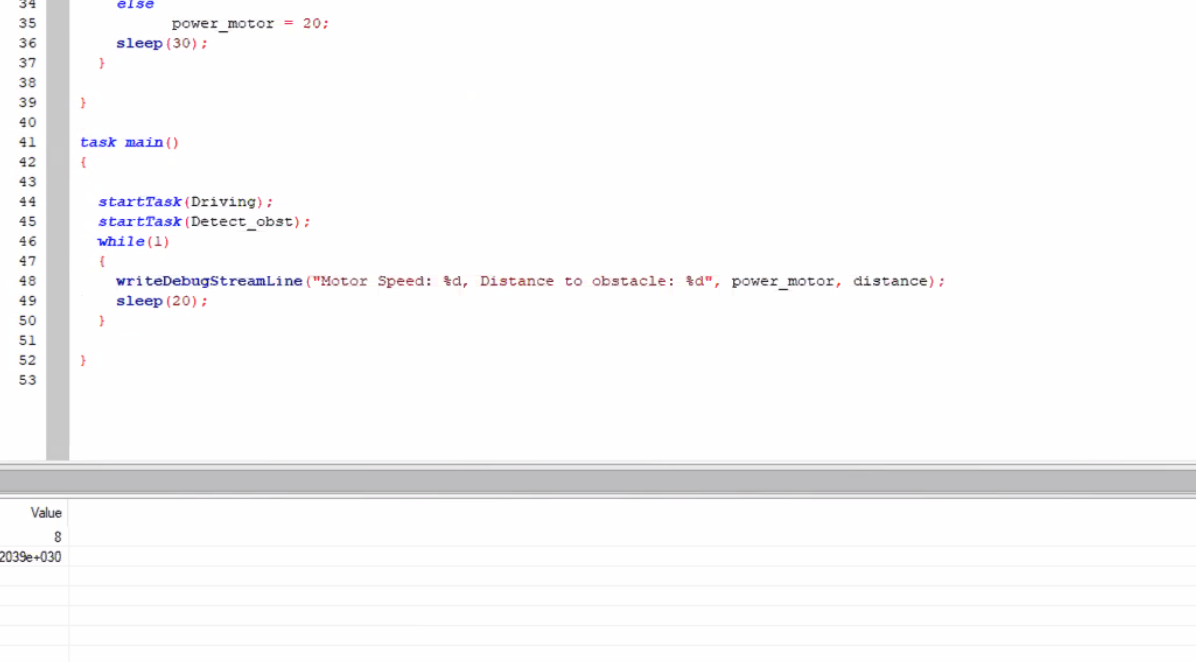 34 else
35 power_motor = 20;
36 sleep(30);
37 }
38
39 }
40
41 task main()
42 {
43
44 startTask(Driving);
45 startTask(Detect_obst);
46 while(1)
47 {
48 writeDebugStreamLine("Motor Speed: %d, Distance to obstacle: %d", power_motor, distance);
49 sleep(20);
50 }
51
52 }
53
Value
8
2039e+030